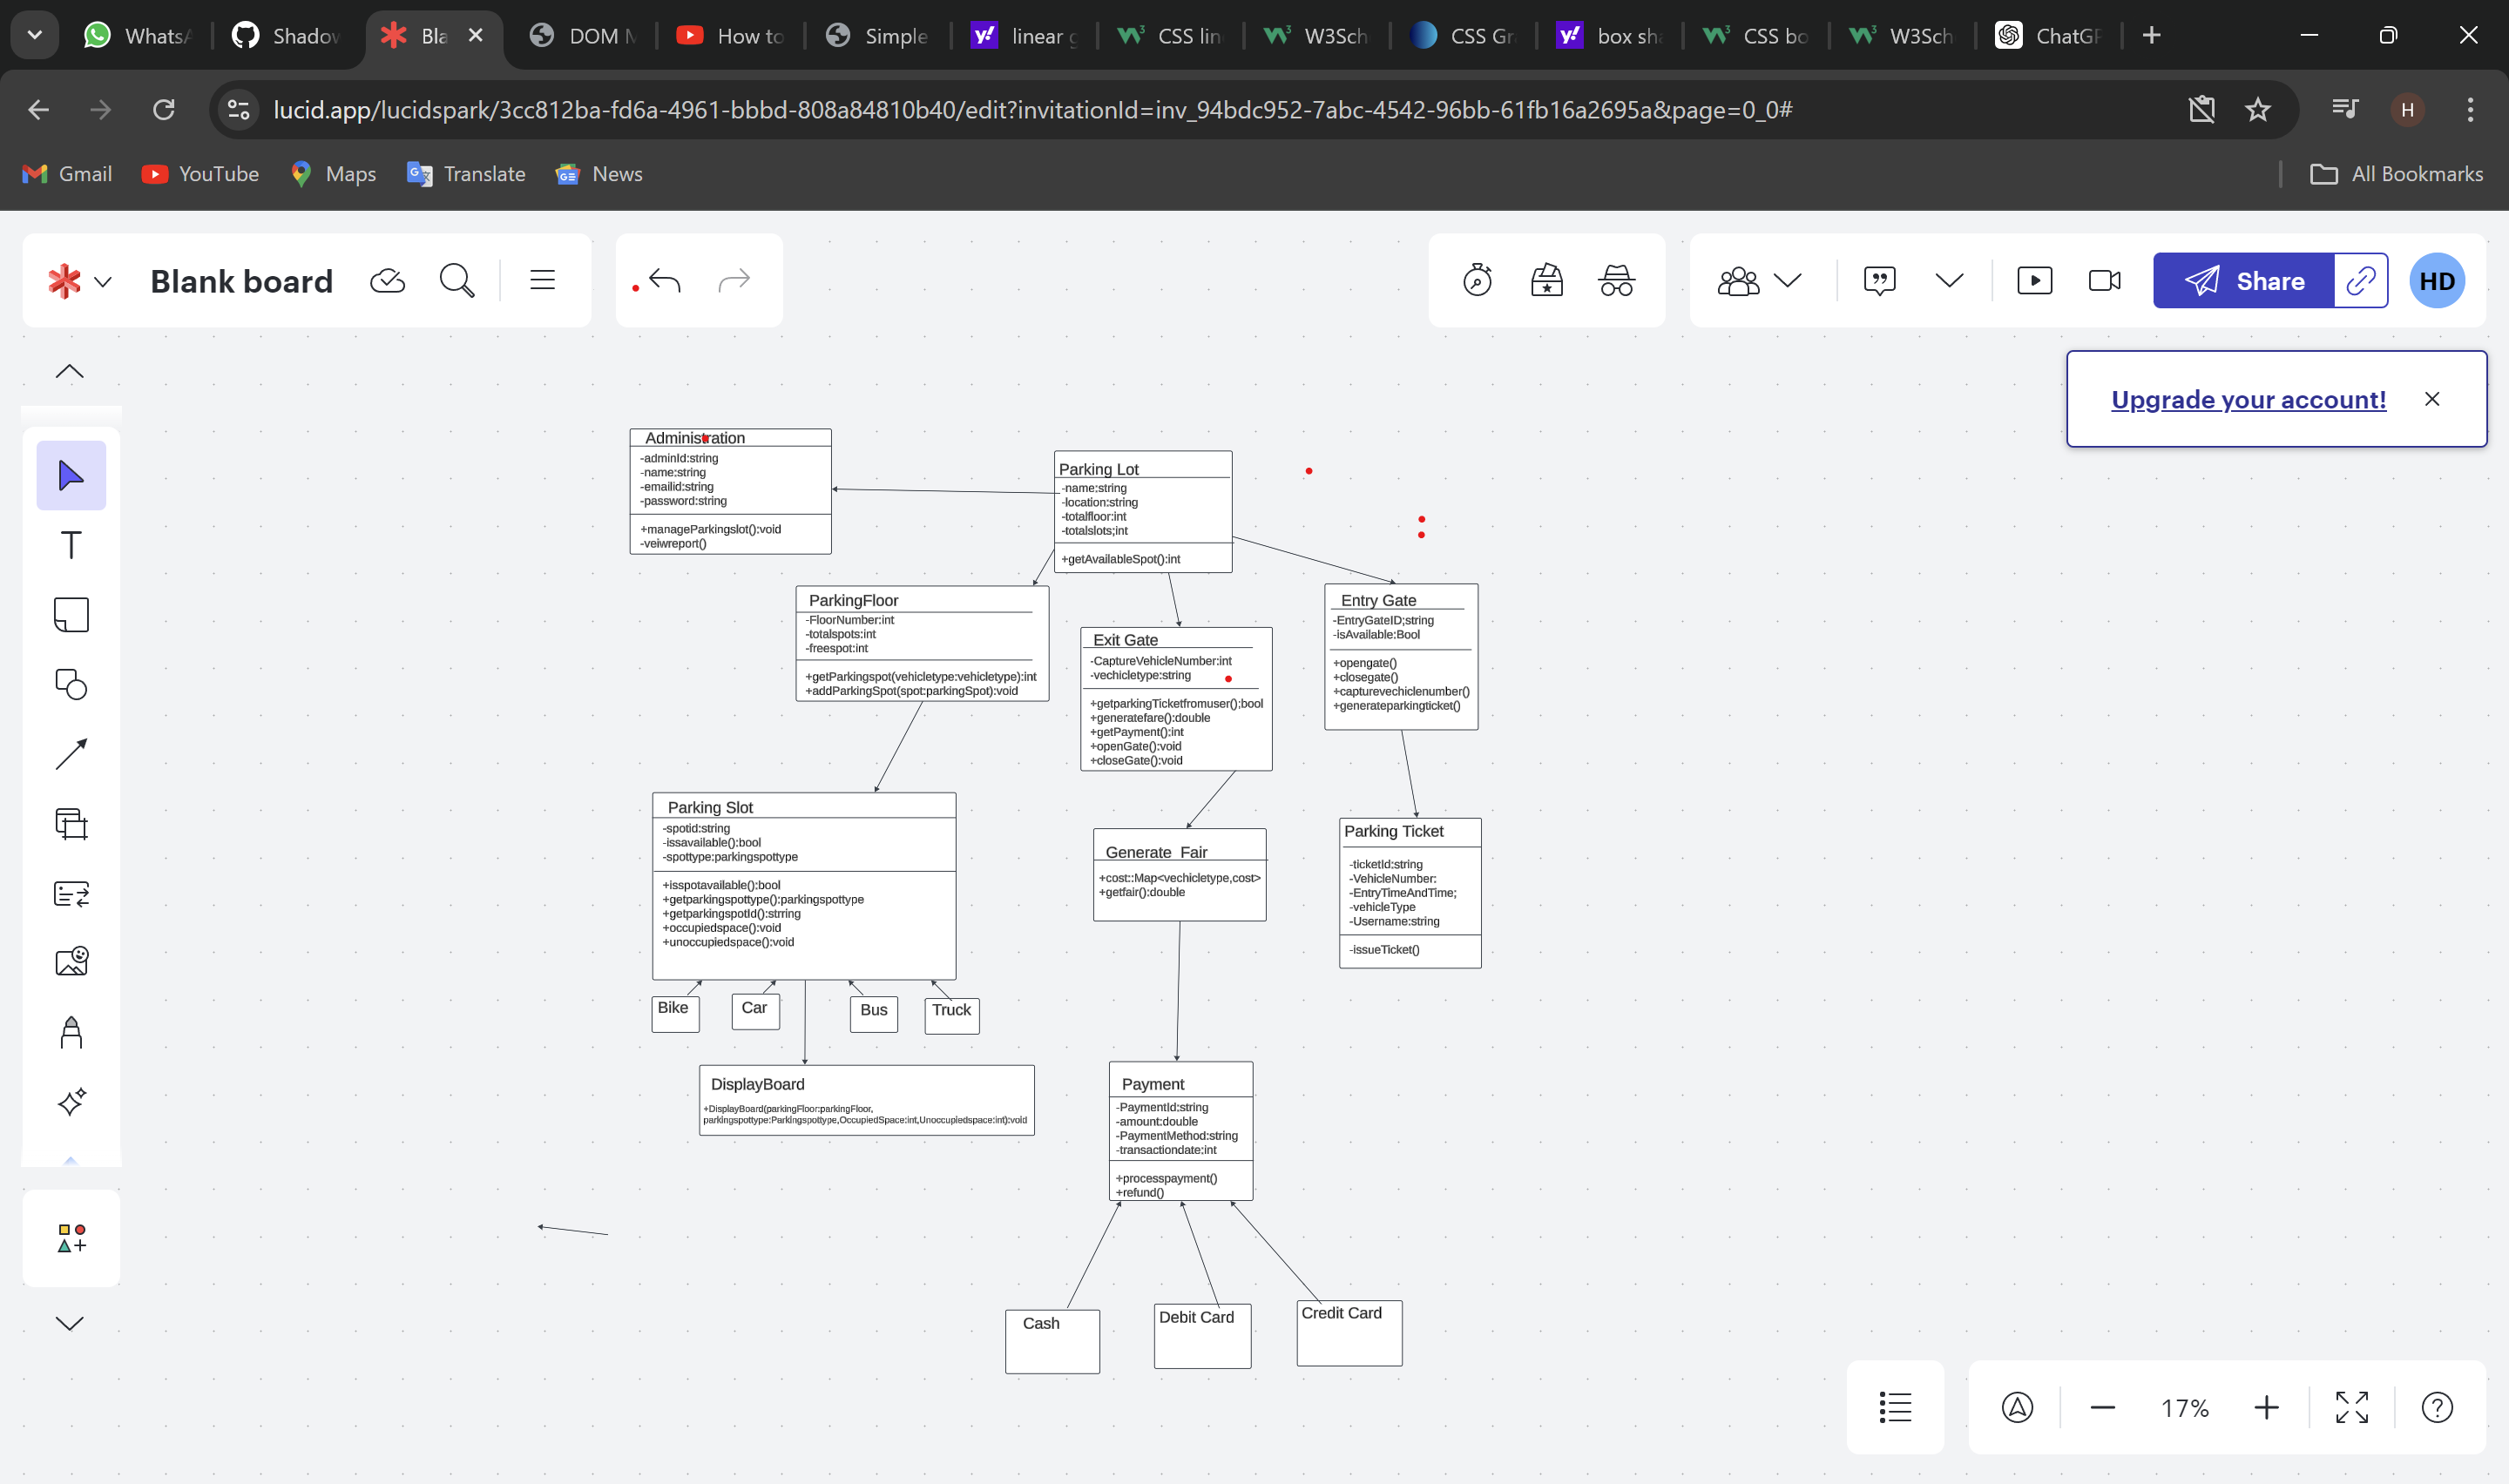 WhatsA
Shadov
Bla
DOM M
How to
Simple
linear g
CSS lin
W3Sch
CSS Gr
box sha
CSS bo
W3Sch
ChatGP
lucid.app/lucidspark/3cc812ba-fd6a-4961-bbbd-808a84810b40/edit?invitationId=inv_94bdc952-7abc-4542-96bb-61fb16a2695a&page=0_0#
H
Gmail
YouTube
Maps
Translate
News
All Bookmarks
Blank board
Share
HD
Upgrade your account!
Administration
-adminId:string
-name:string
-emailid:string
-password:string
+manageParkingslot():void
-veiwreport()
Parking Lot
-name:string
-location:string
-totalfloor:int
-totalslots;int
+getAvailableSpot():int
ParkingFloor
-FloorNumber:int
-totalspots:int
-freespot:int
+getParkingspot(vehicletype:vehicletype):int
+addParkingSpot(spot:parkingSpot):void
Exit Gate
-CaptureVehicleNumber:int
-vechicletype:string
+getparkingTicketfromuser();bool
+generatefare():double
+getPayment():int
+openGate():void
+closeGate():void
Entry Gate
-EntryGateID;string
-isAvailable:Bool
+opengate()
+closegate()
+capturevechiclenumber()
+generateparkingticket()
Parking Slot
-spotid:string
-issavailable():bool
-spottype:parkingspottype
+isspotavailable():bool
+getparkingspottype():parkingspottype
+getparkingspotId():strring
+occupiedspace():void
+unoccupiedspace():void
Generate Fair
+cost::Map<vechicletype,cost>
+getfair():double
Parking Ticket
-ticketId:string
-VehicleNumber:
-EntryTimeAndTime;
-vehicleType
-Username:string
-issueTicket()
Bike
Car
Bus
Truck
DisplayBoard
+DisplayBoard(parkingFloor:parkingFloor,
parkingspottype:Parkingspottype,OccupiedSpace:int,Unoccupiedspace:int):void
Payment
-PaymentId:string
-amount:double
-PaymentMethod:string
-transactiondate:int
+processpayment()
+refund()
Cash
Debit Card
Credit Card
17%